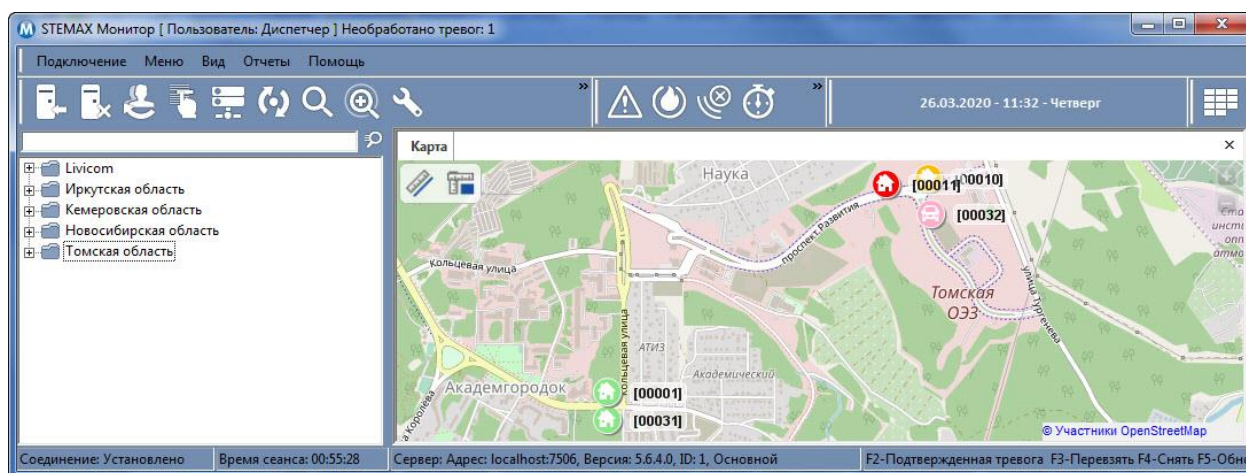 STEMAX Монитор [ Пользователь: Диспетчер ] Необработано тревог: 1
Подключение Меню Вид Отчеты Помощь
26.03.2020 - 11:32 - Четверг
Livicom
Иркутская область
Кемеровская область
Новосибирская область
Томская область
Карта
Наука
[00011] [00010]
[00032]
проспект Развития
Кольцевая улица
Томская
ОЭЗ
улица Тургенева
Кольцевая улица
АТИЗ
Академический
Академгородок
[00001]
[00031]
© Участники OpenStreetMap
Соединение: Установлено Время сеанса: 00:55:28 Сервер: Адрес: localhost:7506, Версия: 5.6.4.0, ID: 1, Основной F2-Подтвержденная тревога F3-Перевзять F4-Снять F5-Обн